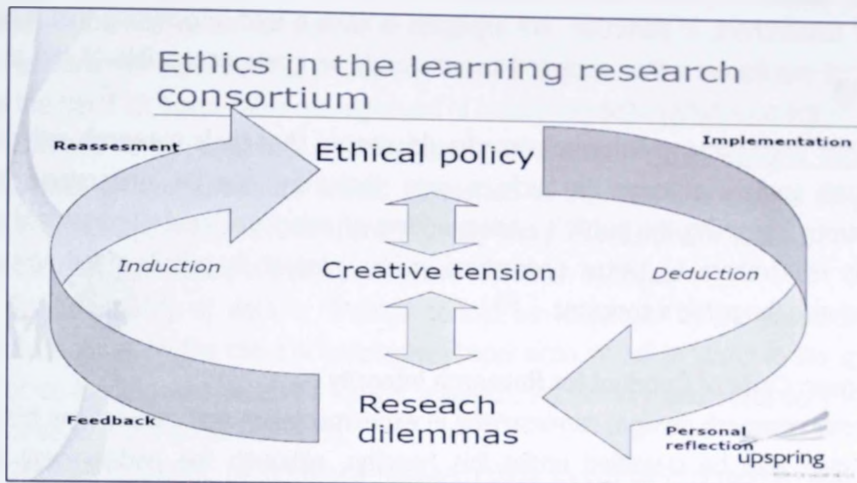 Ethics in the learning research
consortium
Reassessment
Ethical policy
Implementation
Induction
Creative tension
Deduction
Feedback
Reseach
dilemmas
Personal
reflection
upspring